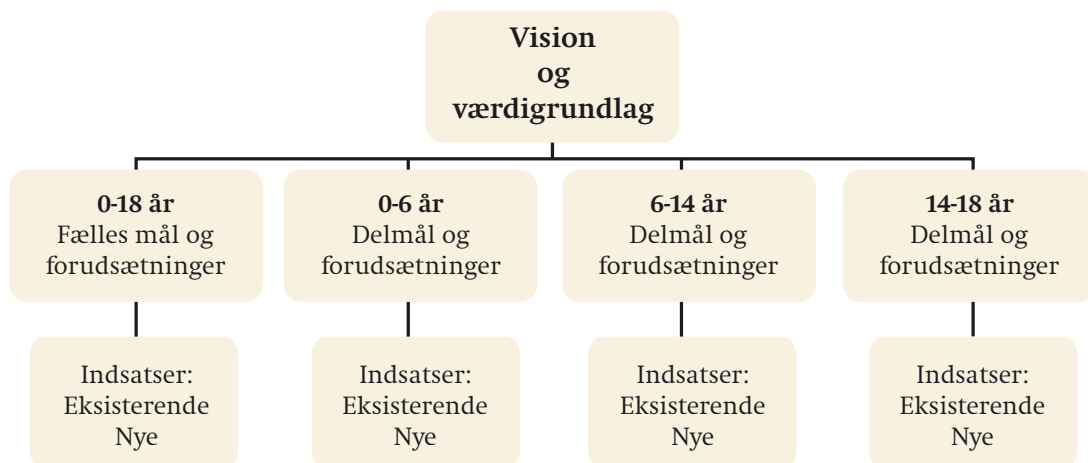 Vision
og
værdigrundlag
0-18 år
Fælles mål og
forudsætninger
0-6 år
Delmål og
forudsætninger
6-14 år
Delmål og
forudsætninger
14-18 år
Delmål og
forudsætninger
Indsatser:
Eksisterende
Nye
Indsatser:
Eksisterende
Nye
Indsatser:
Eksisterende
Nye
Indsatser:
Eksisterende
Nye